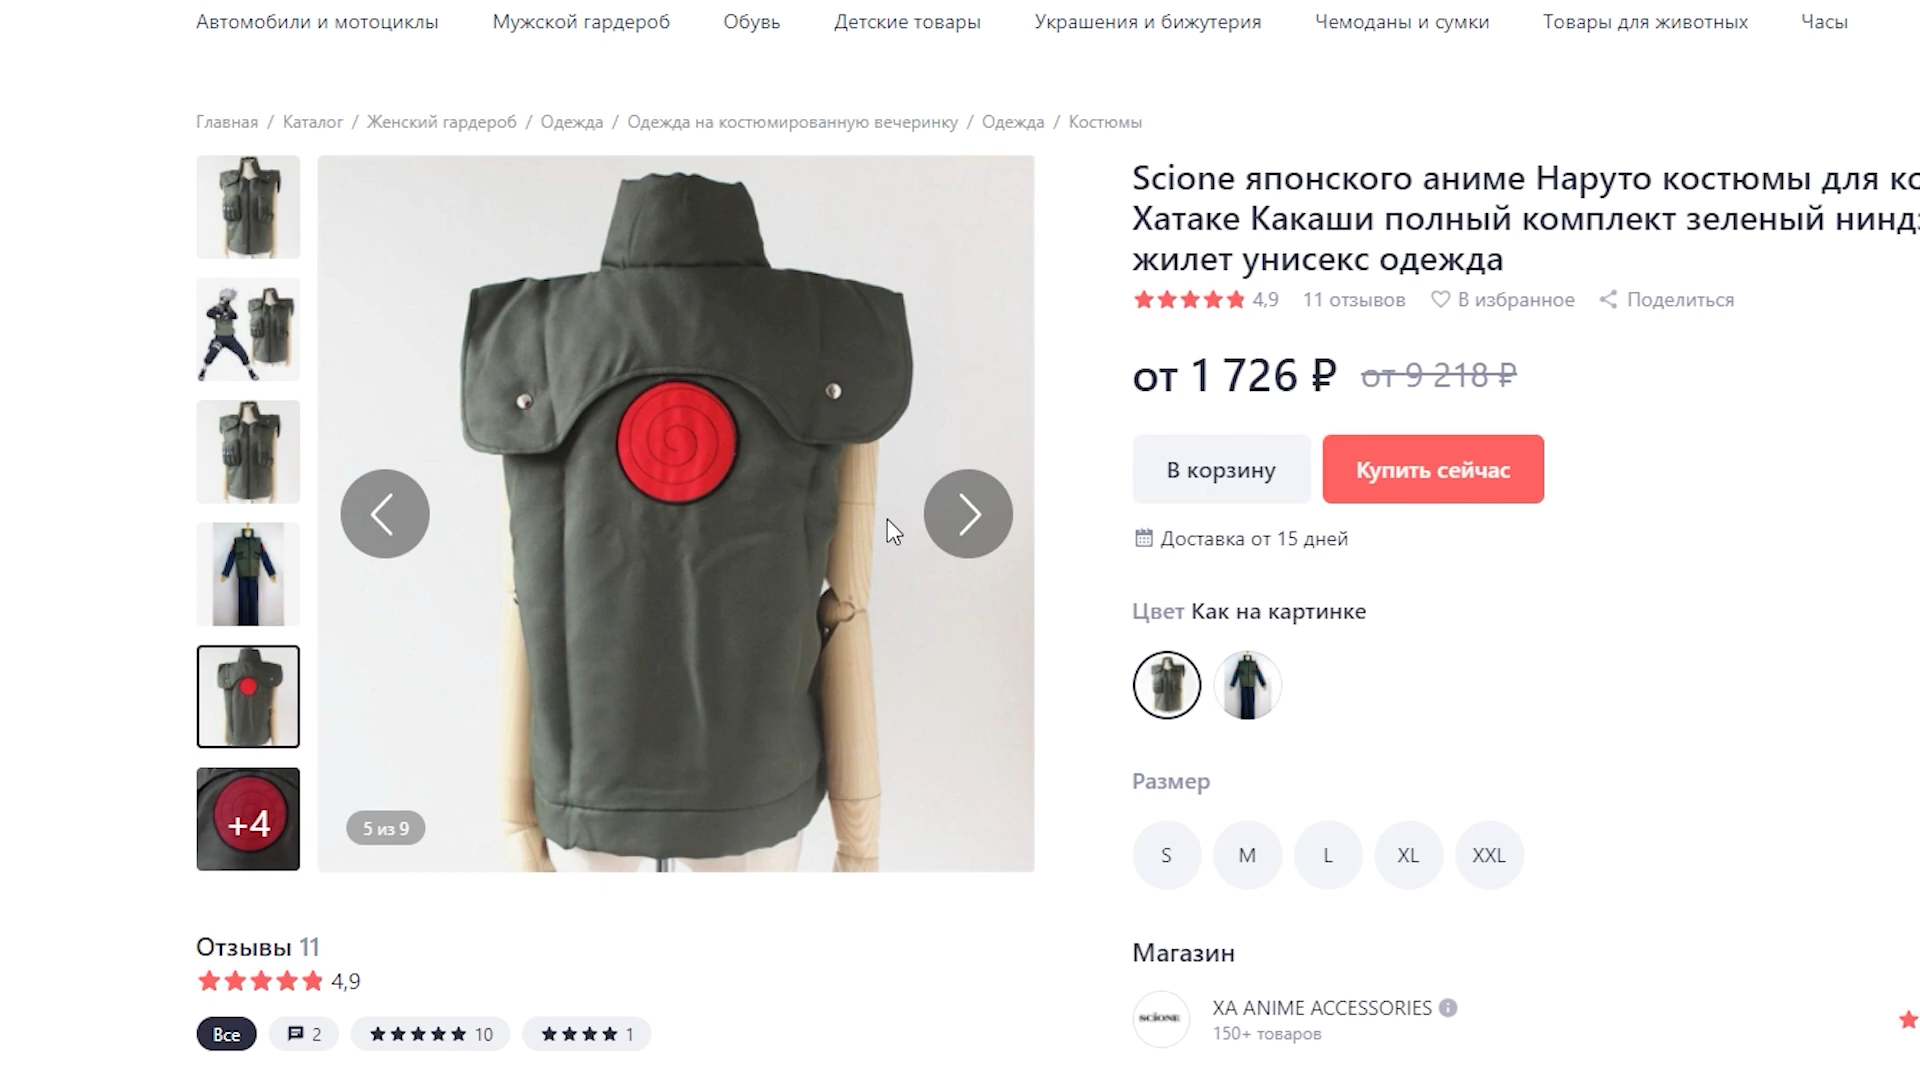 Автомобили и мотоциклы Мужской гардероб Обувь Детские товары Украшения и бижутерия Чемоданы и сумки Товары для животных Часы
Главная / Каталог / Женский гардероб / Одежда / Одежда на костюмированную вечеринку / Одежда / Костюмы
Scione японского аниме Наруто костюмы для ко
Хатаке Какаши полный комплект зеленый нинд
жилет унисекс одежда
4,9 11 отзывов В избранное Поделиться
от 1 726 ₽ от 9 218 ₽
В корзину Купить сейчас
Доставка от 15 дней
Цвет Как на картинке
Размер
S M L XL XXL
+4
5 из 9
Отзывы 11
4,9
Все 2 10 1
Магазин
SCIONE
XA ANIME ACCESSORIES
150+ товаров